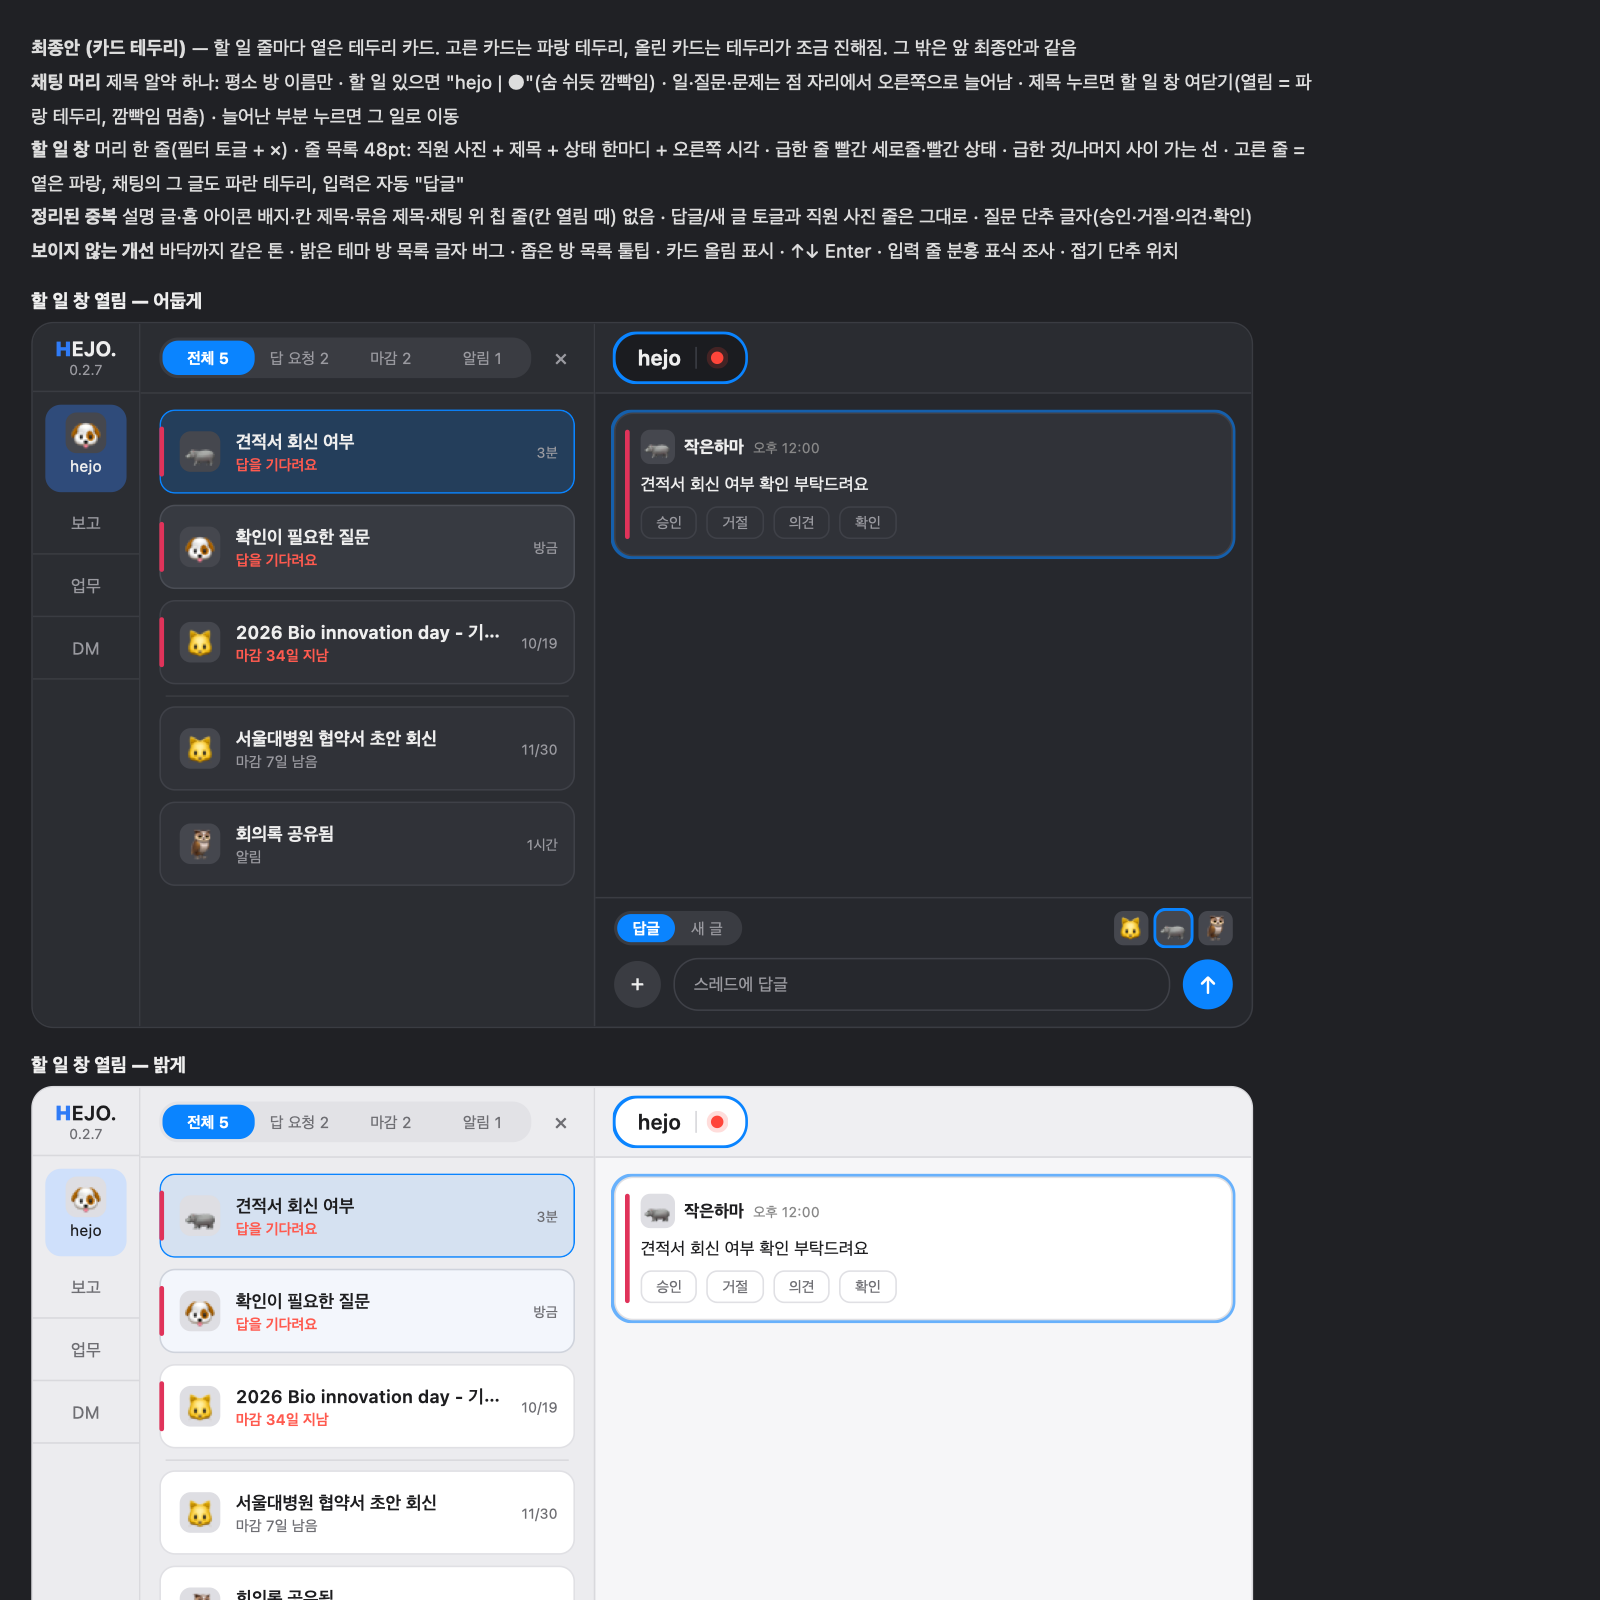 최종안 (카드 테두리) — 할 일 줄마다 옅은 테두리 카드. 고른 카드는 파랑 테두리, 올린 카드는 테두리가 조금 진해짐. 그 밖은 앞 최종안과 같음
채팅 머리 제목 알약 하나: 평소 방 이름만 · 할 일 있으면 "hejo | ●"(숨 쉬듯 깜빡임) · 일·질문·문제는 점 자리에서 오른쪽으로 늘어남 · 제목 누르면 할 일 창 여닫기(열림 = 파
랑 테두리, 깜빡임 멈춤) · 늘어난 부분 누르면 그 일로 이동
할 일 창 머리 한 줄(필터 토글 + ×) · 줄 목록 48pt: 직원 사진 + 제목 + 상태 한마디 + 오른쪽 시각 · 급한 줄 빨간 세로줄·빨간 상태 · 급한 것/나머지 사이 가는 선 · 고른 줄 =
옅은 파랑, 채팅의 그 글도 파란 테두리, 입력은 자동 "답글"
정리된 중복 설명 글·홈 아이콘 배지·칸 제목·묶음 제목·채팅 위 칩 줄(칸 열림 때) 없음 · 답글/새 글 토글과 직원 사진 줄은 그대로 · 질문 단추 글자(승인·거절·의견·확인)
보이지 않는 개선 바닥까지 같은 톤 · 밝은 테마 방 목록 글자 버그 · 좁은 방 목록 툴팁 · 카드 올림 표시 · ↑↓ Enter · 입력 줄 분홍 표식 조사 · 접기 단추 위치
할 일 창 열림 — 어둡게
HEJO.
0.2.7
전체 5
답 요청 2
마감 2
알림 1
×
hejo
hejo
보고
업무
DM
견적서 회신 여부
답을 기다려요
3분
확인이 필요한 질문
답을 기다려요
방금
2026 Bio innovation day - 기...
마감 34일 지남
10/19
서울대병원 협약서 초안 회신
마감 7일 남음
11/30
회의록 공유됨
알림
1시간
작은하마 오후 12:00
견적서 회신 여부 확인 부탁드려요
승인
거절
의견
확인
답글
새 글
+
스레드에 답글
할 일 창 열림 — 밝게
HEJO.
0.2.7
전체 5
답 요청 2
마감 2
알림 1
×
hejo
hejo
보고
업무
DM
견적서 회신 여부
답을 기다려요
3분
확인이 필요한 질문
답을 기다려요
방금
2026 Bio innovation day - 기...
마감 34일 지남
10/19
서울대병원 협약서 초안 회신
마감 7일 남음
11/30
회의록 공유됨
작은하마 오후 12:00
견적서 회신 여부 확인 부탁드려요
승인
거절
의견
확인